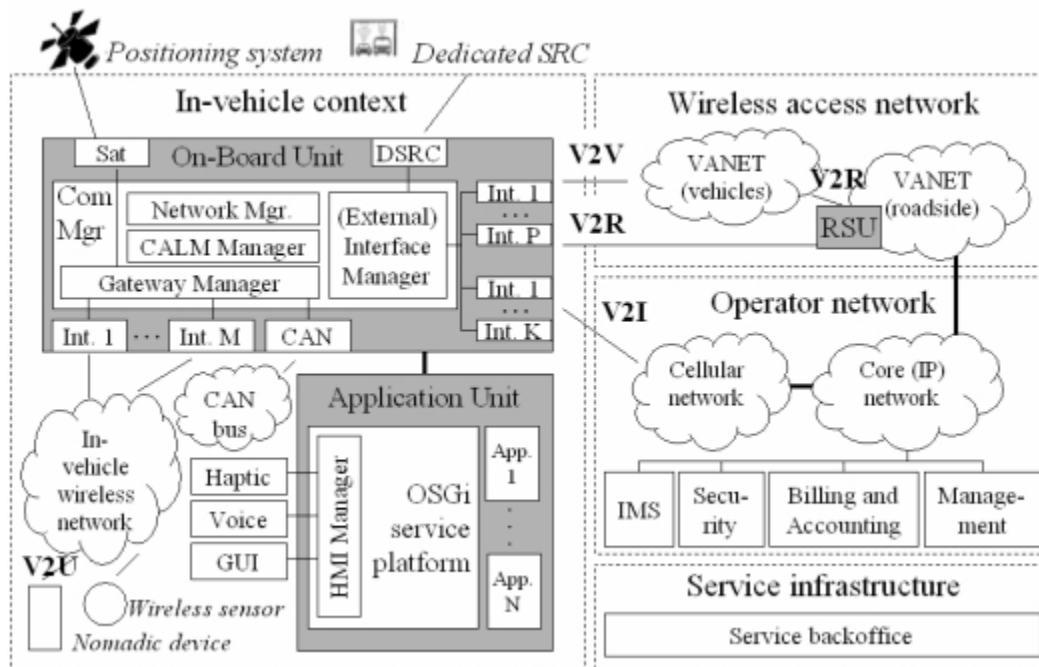 Positioning system
Dedicated SRC
In-vehicle context
Sat
On-Board Unit
DSRC
Com
Mgr
Network Mgr.
CALM Manager
Gateway Manager
(External)
Interface
Manager
Int. 1
...
Int. P
Int. 1
...
Int. K
Int. 1
...
Int. M
CAN
CAN
bus
In-
vehicle
wireless
network
V2U
Wireless sensor
Nomadic device
Haptic
Voice
GUI
Application Unit
HMI Manager
OSGi
service
platform
App.
1
.
.
.
App.
N
V2V
V2R
V2I
Wireless access network
VANET
(vehicles)
V2R
VANET
(roadside)
RSU
Operator network
Cellular
network
Core (IP)
network
IMS
Secu-
rity
Billing and
Accounting
Manage-
ment
Service infrastructure
Service backoffice